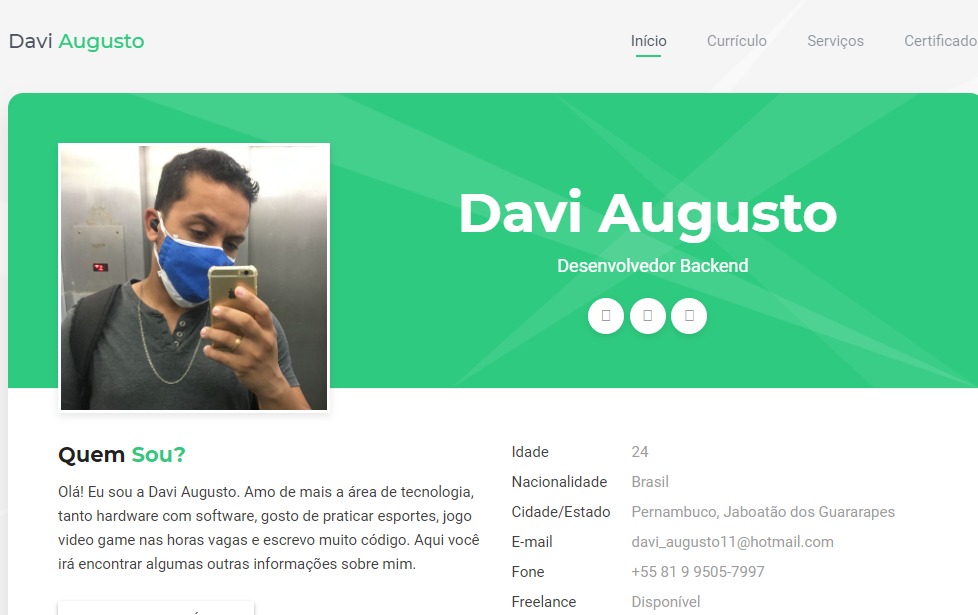 Davi Augusto
Início Currículo Serviços Certificado
Davi Augusto
Desenvolvedor Backend
Quem Sou?
Olá! Eu sou a Davi Augusto. Amo de mais a área de tecnologia,
tanto hardware com software, gosto de praticar esportes, jogo
video game nas horas vagas e escrevo muito código. Aqui você
irá encontrar algumas outras informações sobre mim.
Idade 24
Nacionalidade Brasil
Cidade/Estado Pernambuco, Jaboatão dos Guararapes
E-mail davi_augusto11@hotmail.com
Fone +55 81 9 9505-7997
Freelance Disponível